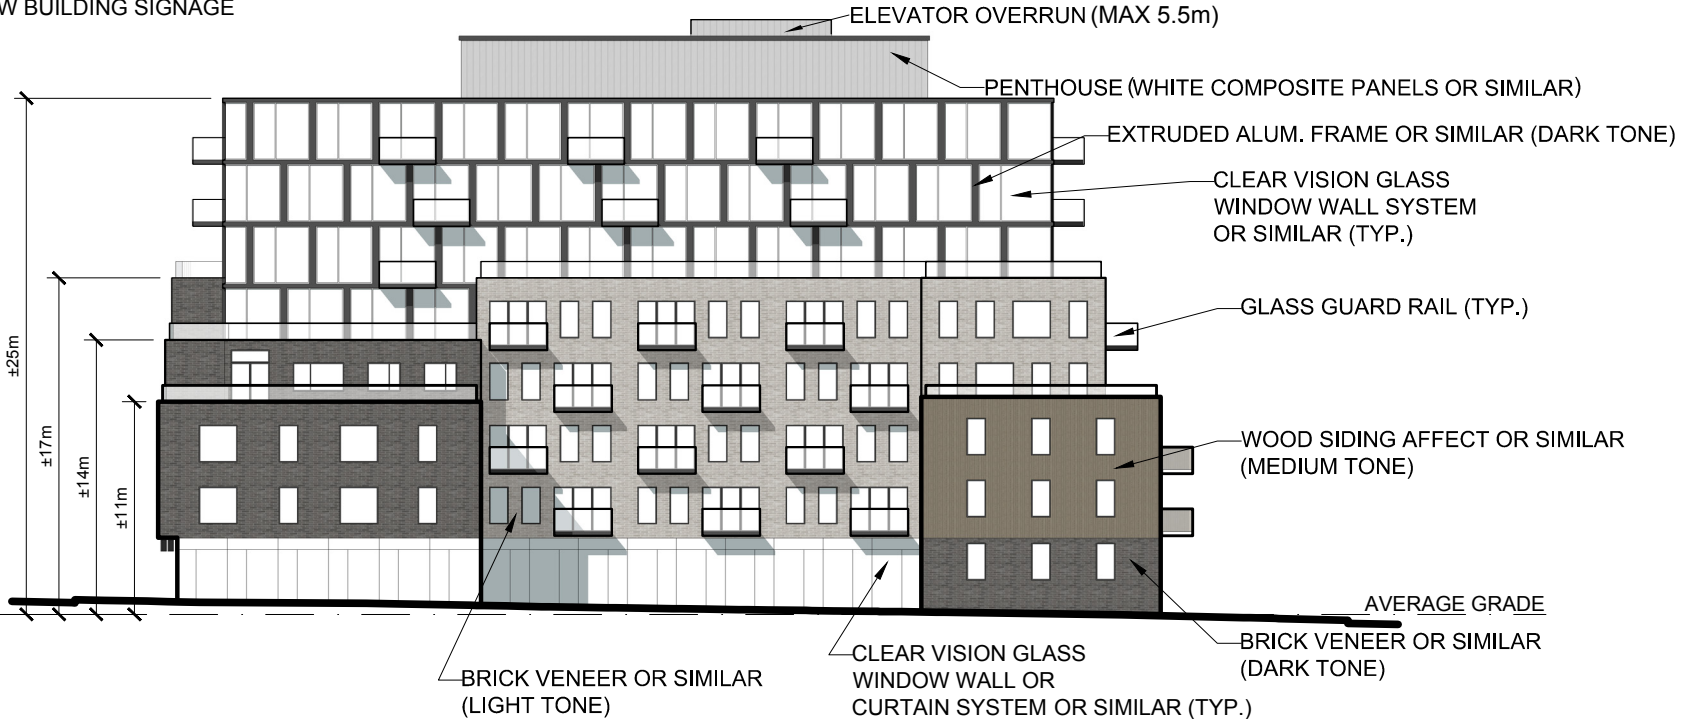 W BUILDING SIGNAGE
ELEVATOR OVERRUN (MAX 5.5m)
PENTHOUSE (WHITE COMPOSITE PANELS OR SIMILAR)
EXTRUDED ALUM. FRAME OR SIMILAR (DARK TONE)
CLEAR VISION GLASS
WINDOW WALL SYSTEM
OR SIMILAR (TYP.)
GLASS GUARD RAIL (TYP.)
±25m
±17m
±14m
±11m
WOOD SIDING AFFECT OR SIMILAR
(MEDIUM TONE)
AVERAGE GRADE
BRICK VENEER OR SIMILAR
(DARK TONE)
CLEAR VISION GLASS
WINDOW WALL OR
CURTAIN SYSTEM OR SIMILAR (TYP.)
BRICK VENEER OR SIMILAR
(LIGHT TONE)